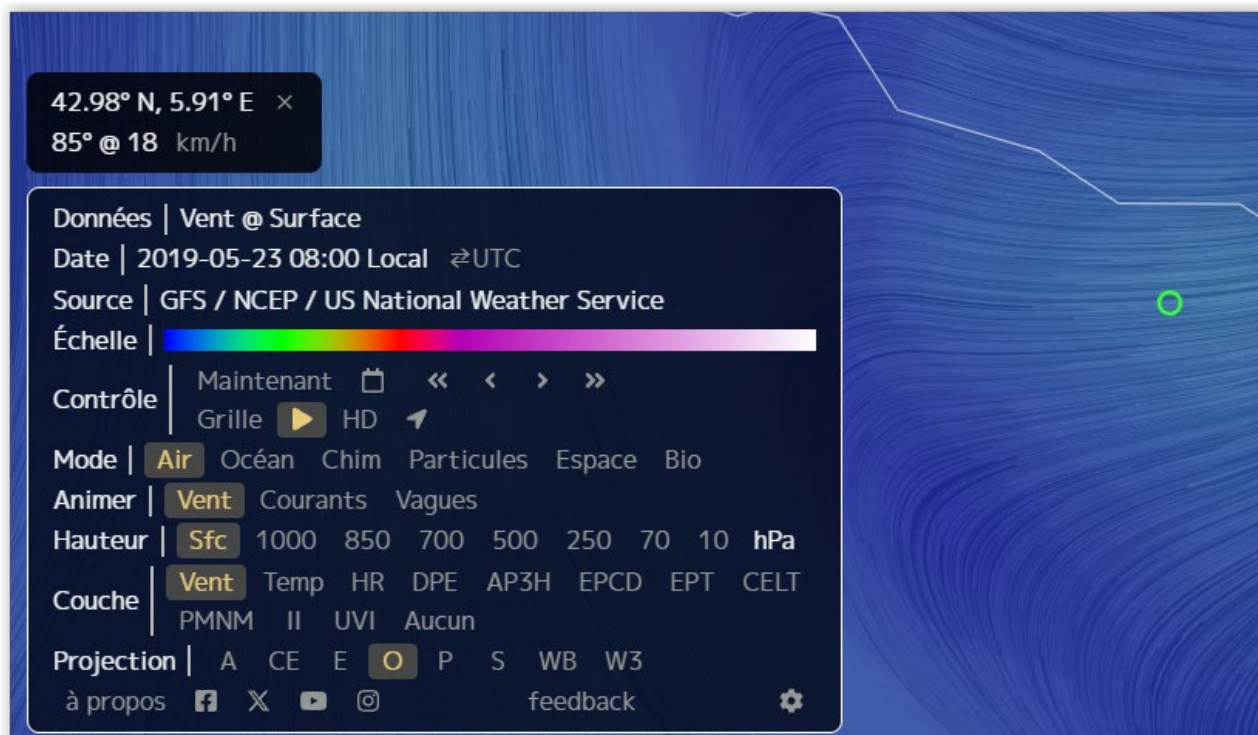 42.98° N, 5.91° E ×
85° @ 18 km/h
Données | Vent @ Surface
Date | 2019-05-23 08:00 Local ⇄UTC
Source | GFS / NCEP / US National Weather Service
Échelle |
Contrôle | Maintenant « ‹ › »
Grille HD
Mode | Air Océan Chim Particules Espace Bio
Animer | Vent Courants Vagues
Hauteur | Sfc 1000 850 700 500 250 70 10 hPa
Couche | Vent Temp HR DPE AP3H EPCD EPT CELT
PMNM II UVI Aucun
Projection | A CE E O P S WB W3
à propos feedback